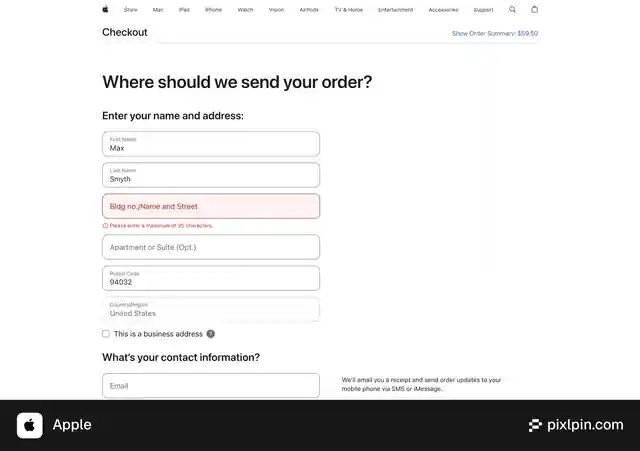 Store Mac iPad iPhone Watch Vision AirPods TV & Home Entertainment Accessories Support
Checkout
Show Order Summary: $59.50
Where should we send your order?
Enter your name and address:
First Name
Max
Last Name
Smyth
Bldg no./Name and Street
Please enter a maximum of 35 characters.
Apartment or Suite (Opt.)
Postal Code
94032
Country/Region
United States
This is a business address ?
What's your contact information?
Email
We'll email you a receipt and send order updates to your
mobile phone via SMS or iMessage.
Apple
pixlpin.com